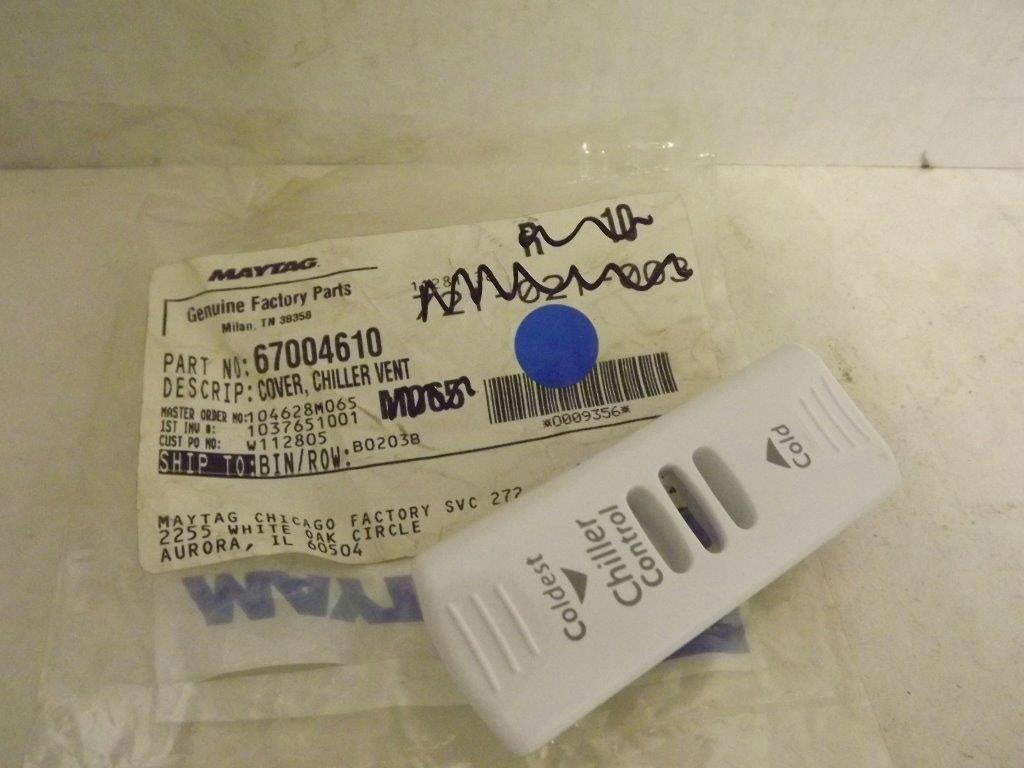 MAYTAG
Genuine Factory Parts
Milan, TN 38358
PART NO: 67004610
DESCRIP: COVER, CHILLER VENT
MASTER ORDER NO: 104628M065
IST INV #: 1037651001
CUST PO NO: W112805
SHIP TO: BIN/ROW: B0203B
*0009356*
MAYTAG CHICAGO FACTORY SVC 272
2255 WHITE OAK CIRCLE
AURORA, IL 60504
MAYTAG
Coldest
Chiller
Control
Cold